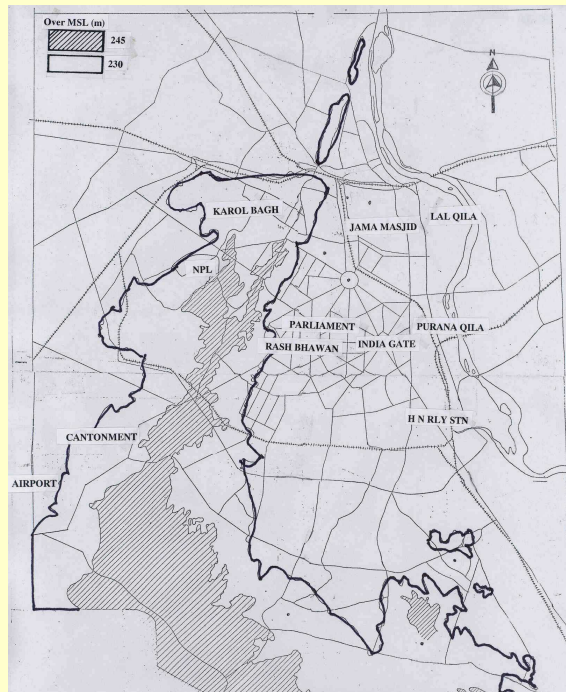 Over MSL (m)
245
230
N
KAROL BAGH
LAL QILA
JAMA MASJID
NPL
PARLIAMENT
PURANA QILA
RASH BHAWAN
INDIA GATE
H N RLY STN
CANTONMENT
AIRPORT